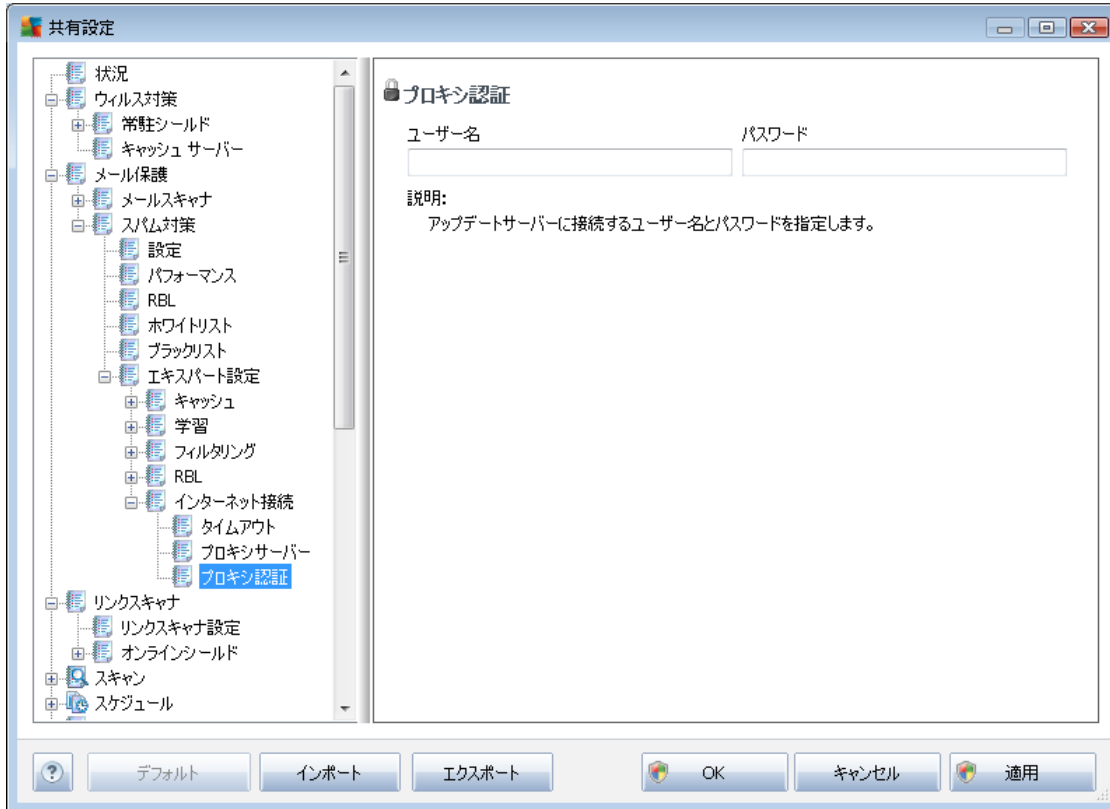 共有設定
状況
ウィルス対策
常駐シールド
キャッシュ サーバー
メール保護
メールスキャナ
スパム対策
設定
パフォーマンス
RBL
ホワイトリスト
ブラックリスト
エキスパート設定
キャッシュ
学習
フィルタリング
RBL
インターネット接続
タイムアウト
プロキシサーバー
プロキシ認証
リンクスキャナ
リンクスキャナ設定
オンラインシールド
スキャン
スケジュール
プロキシ認証
ユーザー名 パスワード
説明:
アップデートサーバーに接続するユーザー名とパスワードを指定します。
デフォルト インポート エクスポート OK キャンセル 適用